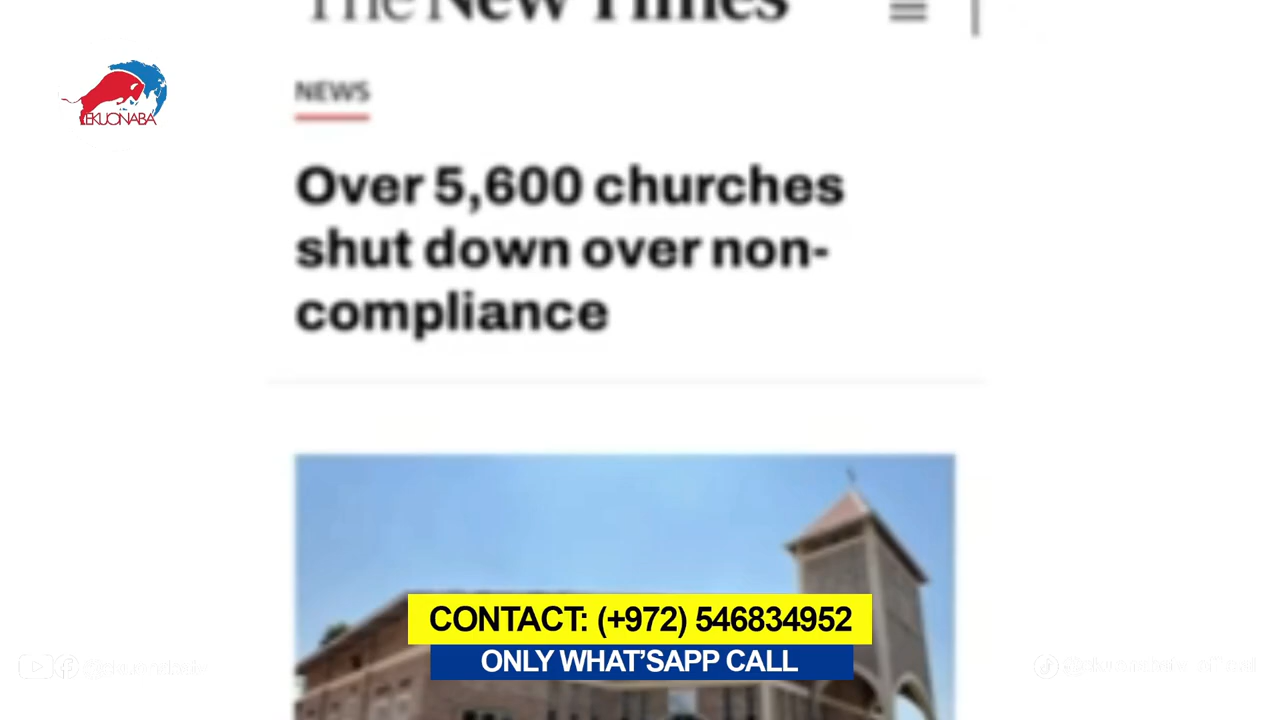 The New Times
EKUONABA
NEWS
Over 5,600 churches
shut down over non-
compliance
CONTACT: (+972) 546834952
ONLY WHAT'SAPP CALL